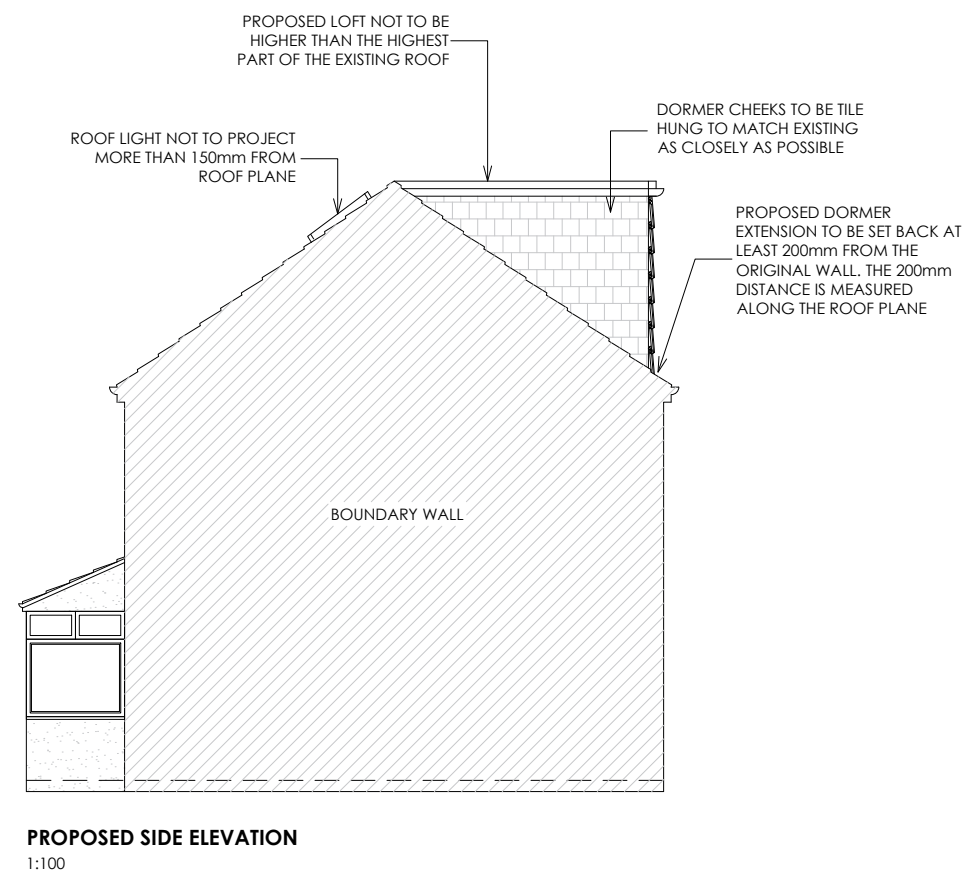 PROPOSED LOFT NOT TO BE
HIGHER THAN THE HIGHEST
PART OF THE EXISTING ROOF
ROOF LIGHT NOT TO PROJECT
MORE THAN 150mm FROM
ROOF PLANE
DORMER CHEEKS TO BE TILE
HUNG TO MATCH EXISTING
AS CLOSELY AS POSSIBLE
PROPOSED DORMER
EXTENSION TO BE SET BACK AT
LEAST 200mm FROM THE
ORIGINAL WALL. THE 200mm
DISTANCE IS MEASURED
ALONG THE ROOF PLANE
BOUNDARY WALL
PROPOSED SIDE ELEVATION
1:100